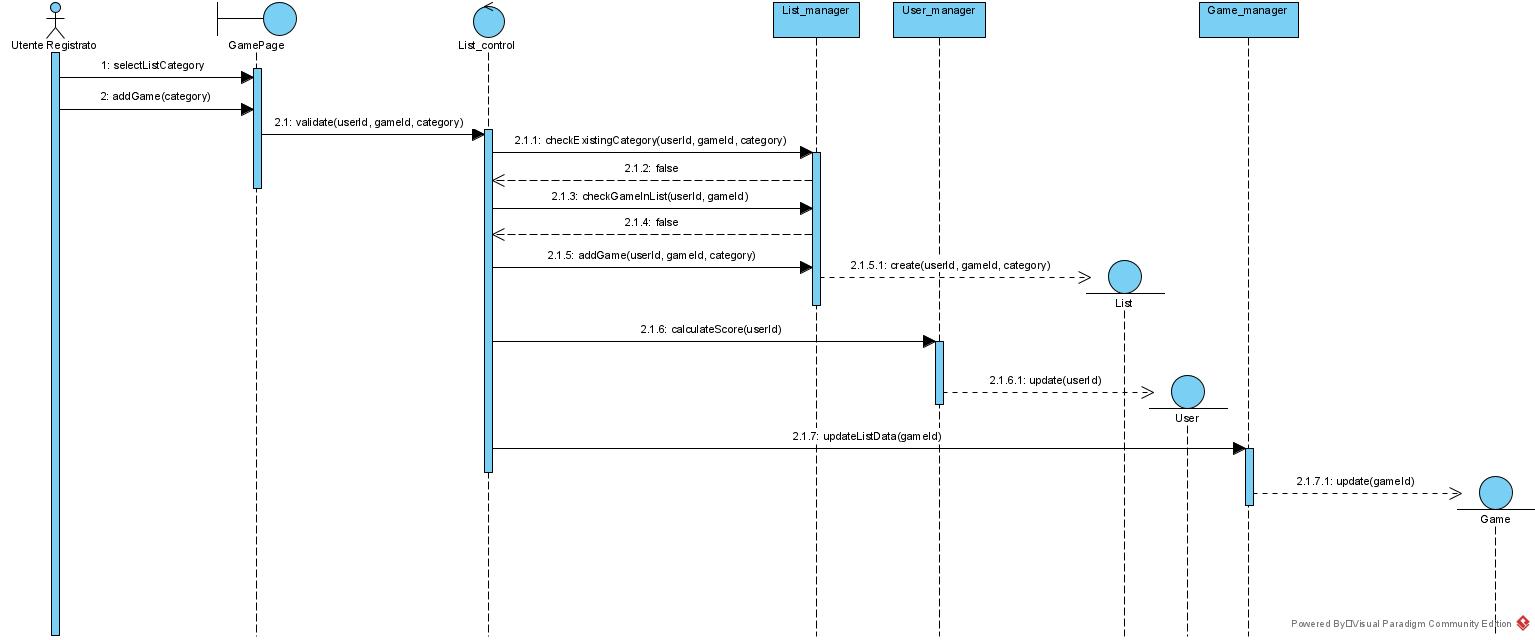 List_manager
User_manager
Game_manager
Utente Registrato
GamePage
List_control
1: selectListCategory
2: addGame(category)
2.1: validate(userId, gameId, category)
2.1.1: checkExistingCategory(userId, gameId, category)
2.1.2: false
2.1.3: checkGameInList(userId, gameId)
2.1.4: false
2.1.5: addGame(userId, gameId, category)
2.1.5.1: create(userId, gameId, category)
List
2.1.6: calculateScore(userId)
2.1.6.1: update(userId)
User
2.1.7: updateListData(gameId)
2.1.7.1: update(gameId)
Game
Powered By Visual Paradigm Community Edition